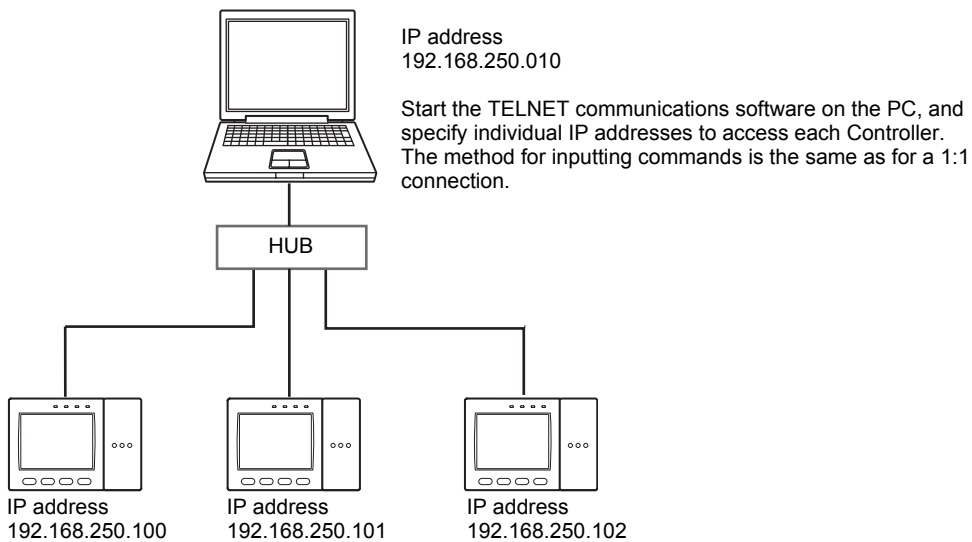 IP address
192.168.250.010
Start the TELNET communications software on the PC, and
specify individual IP addresses to access each Controller.
The method for inputting commands is the same as for a 1:1
connection.
HUB
IP address
192.168.250.100
IP address
192.168.250.101
IP address
192.168.250.102